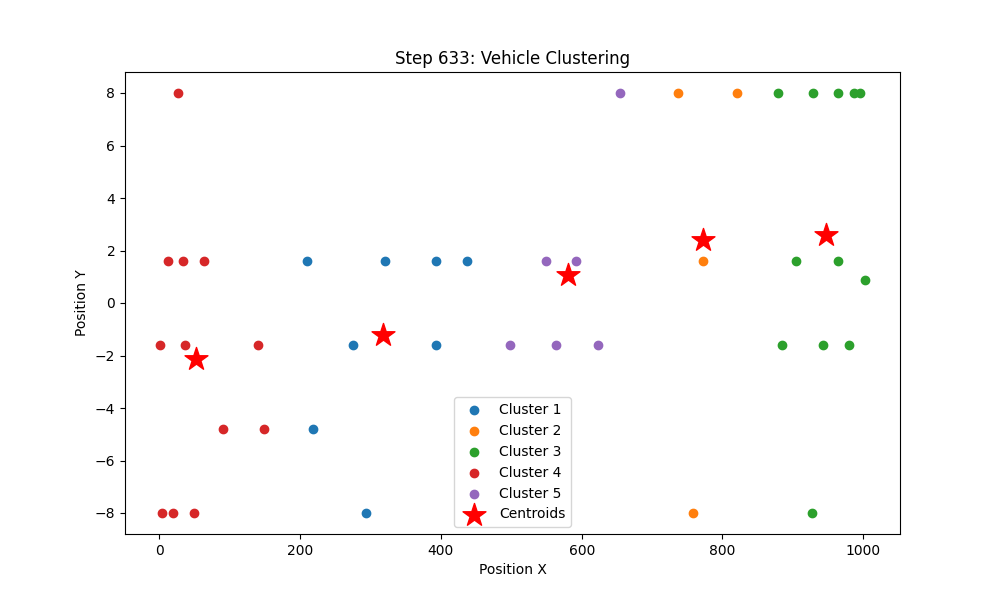 Step 633: Vehicle Clustering
Position Y
8
6
4
2
0
−2
−4
−6
−8
Cluster 1
Cluster 2
Cluster 3
Cluster 4
Cluster 5
Centroids
0
200
400
600
800
1000
Position X